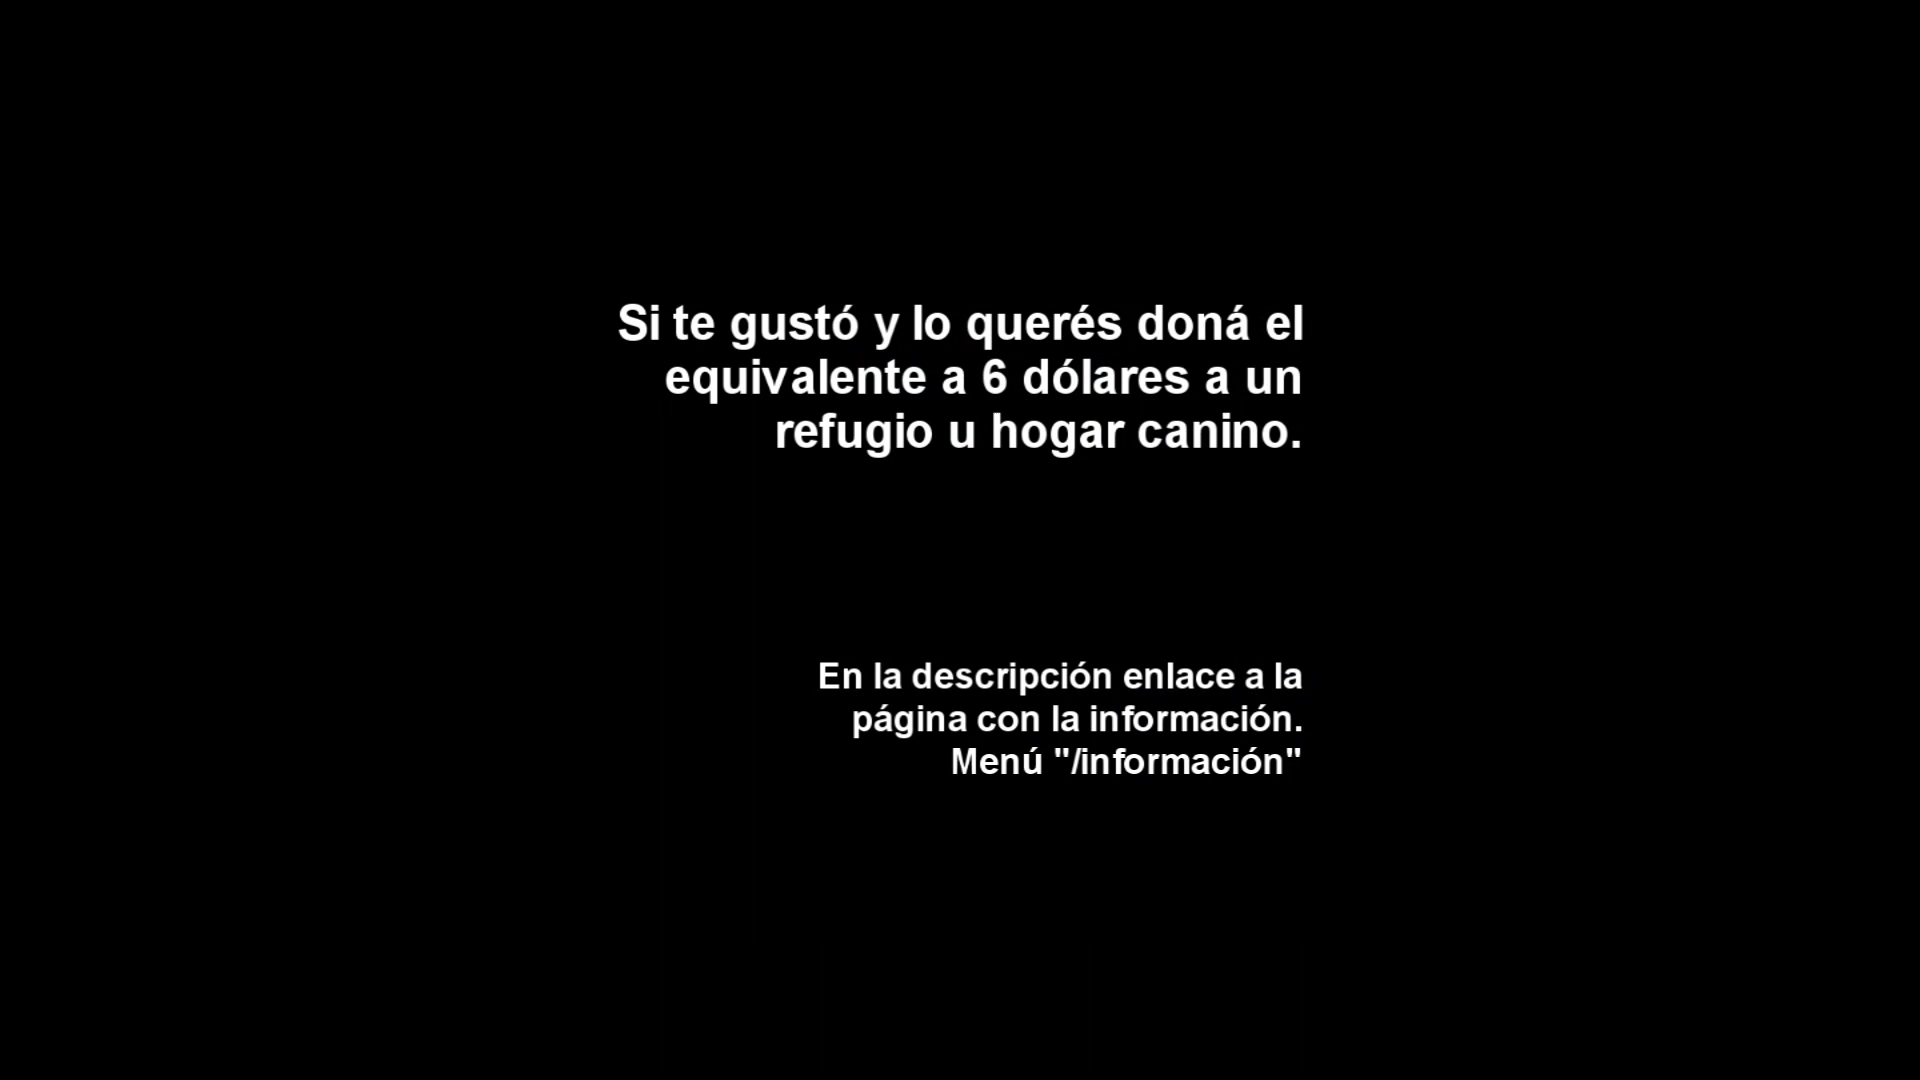 Si te gustó y lo querés doná el
equivalente a 6 dólares a un
refugio u hogar canino.
En la descripción enlace a la
página con la información.
Menú "/información"